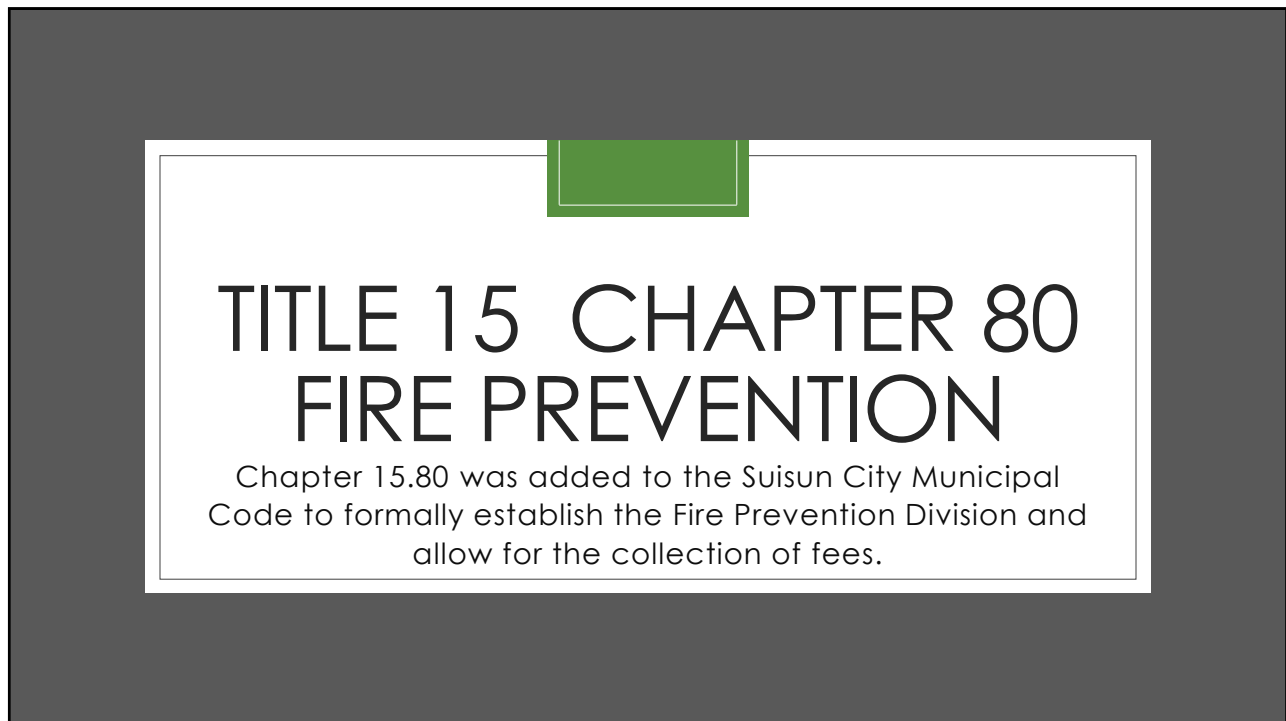 TITLE 15  CHAPTER 80
FIRE PREVENTION
Chapter 15.80 was added to the Suisun City Municipal
Code to formally establish the Fire Prevention Division and
allow for the collection of fees.